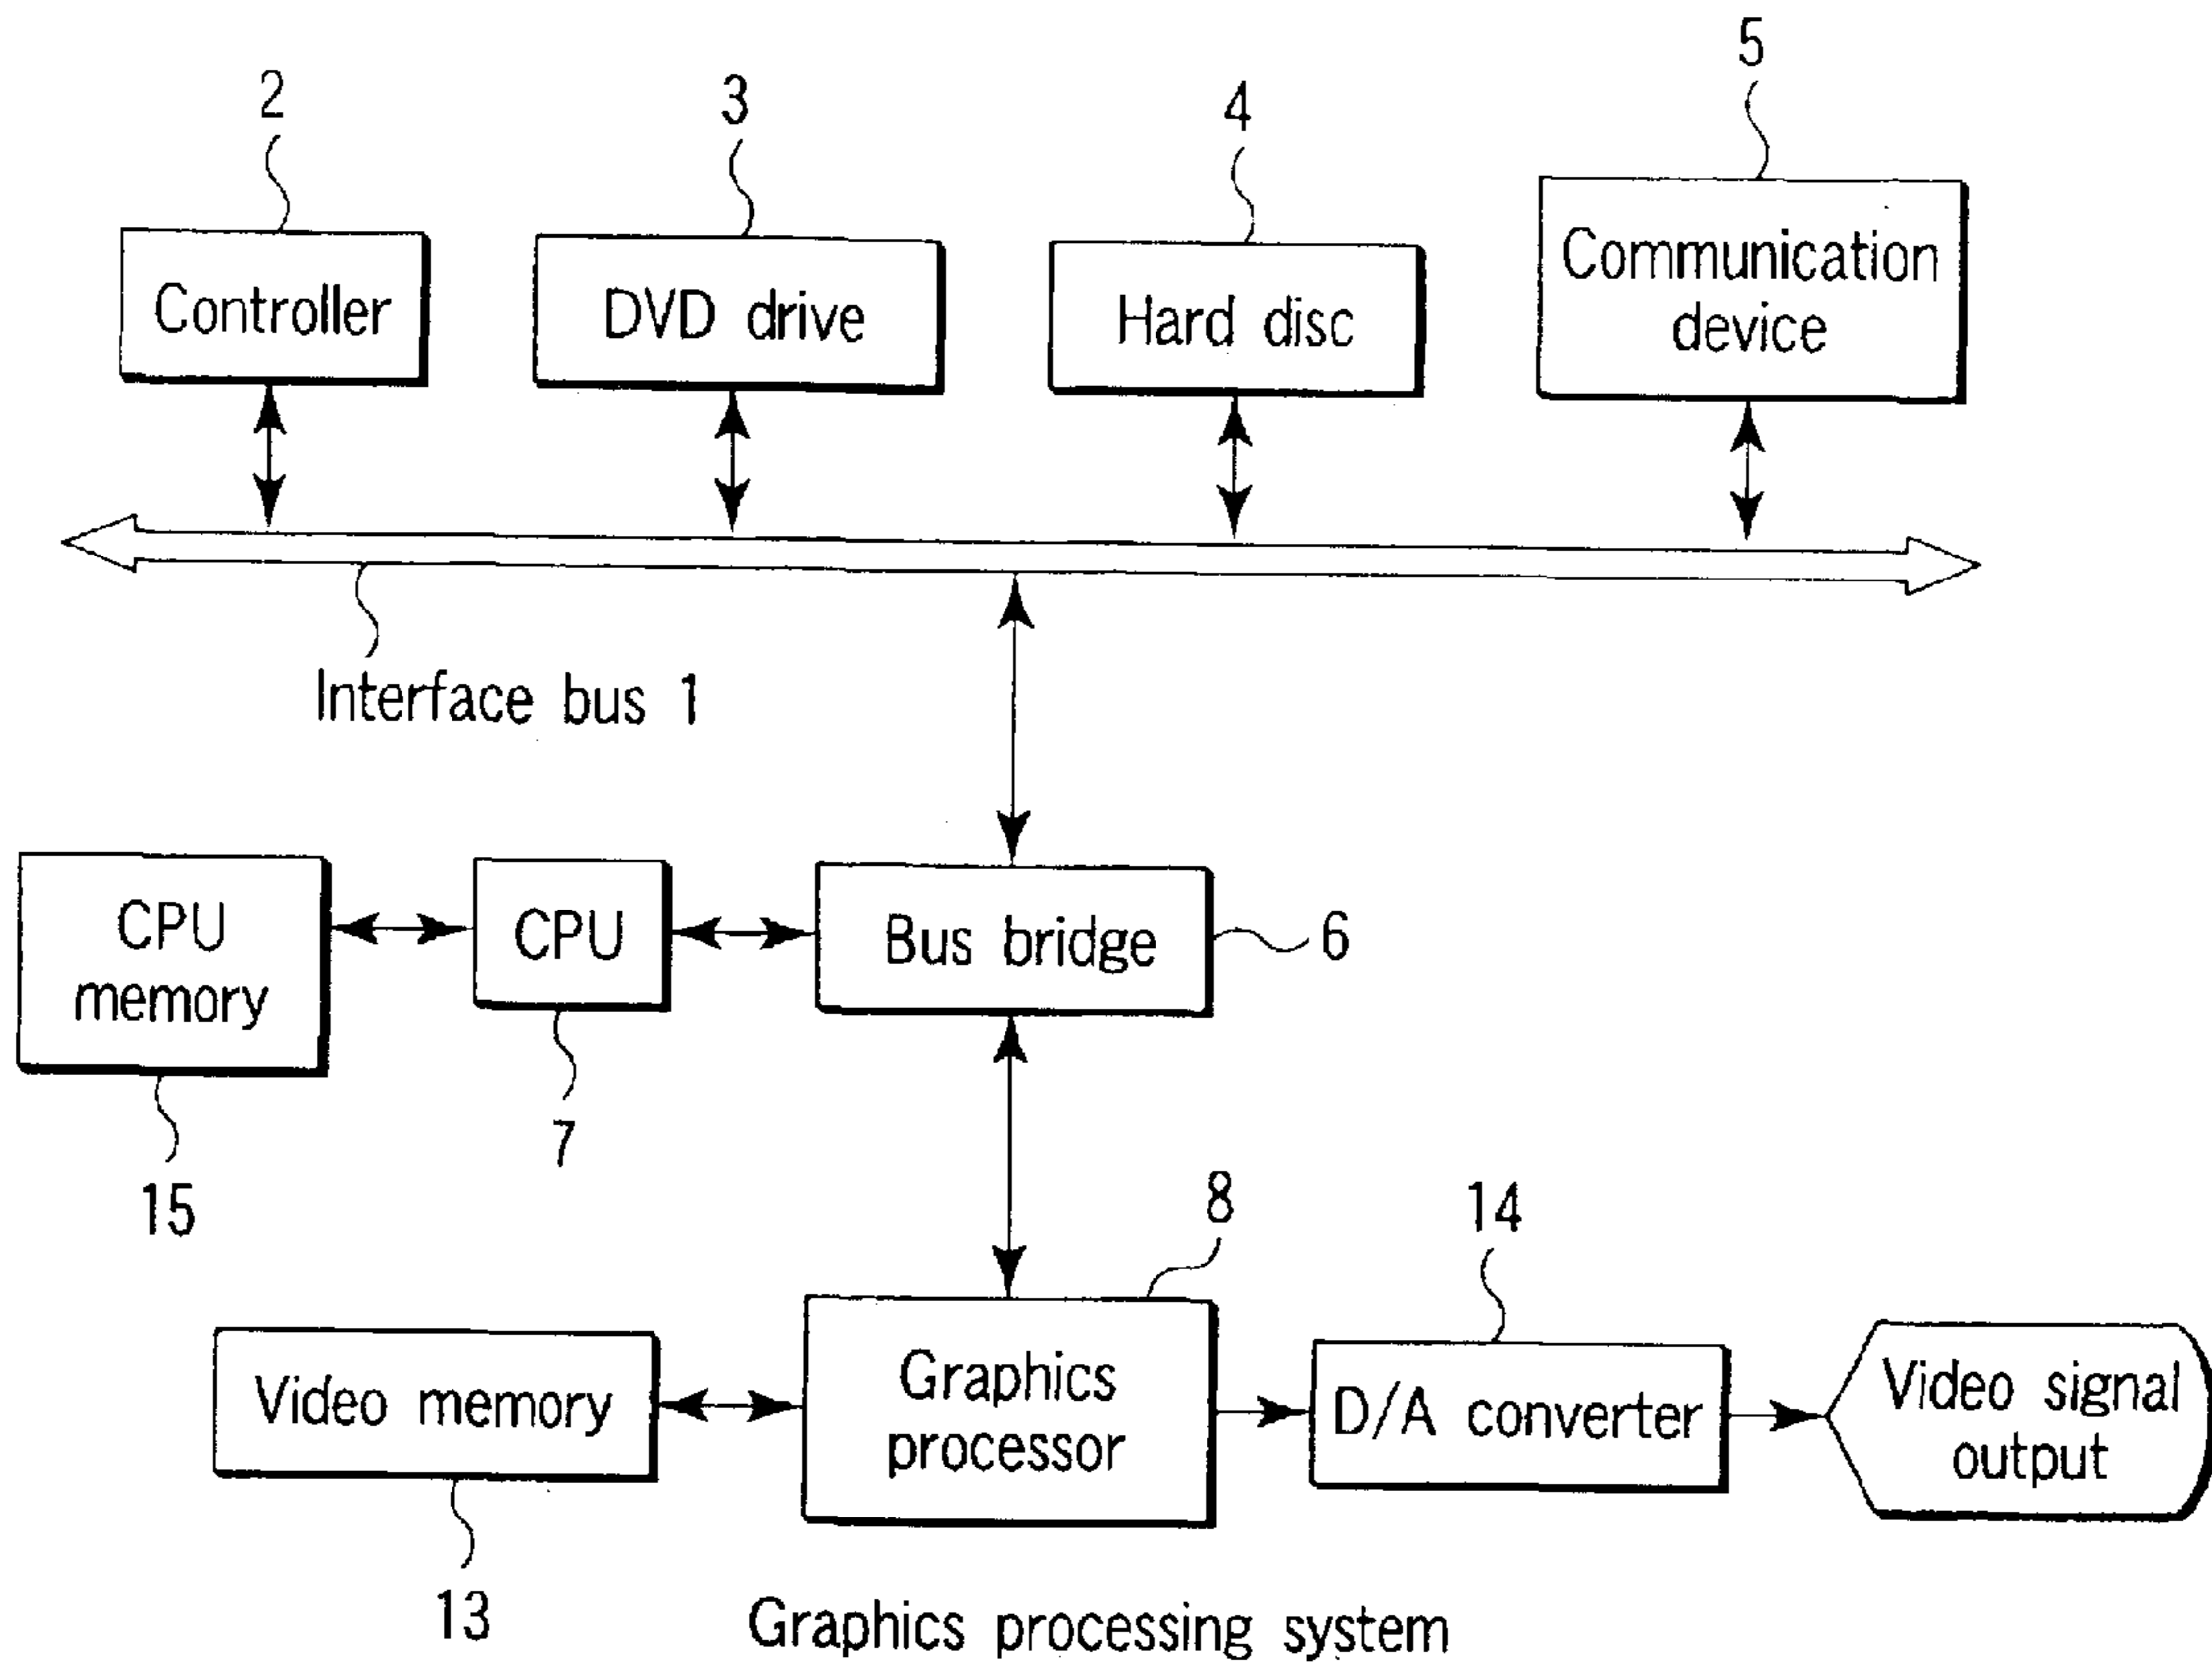 5
2
3
4
Controller
DVD drive
Hard disc
Communication
device
Interface bus 1
CPU
memory
CPU
Bus bridge
6
7
15
8
14
Video memory
Graphics
processor
D/A converter
Video signal
output
13
Graphics processing system